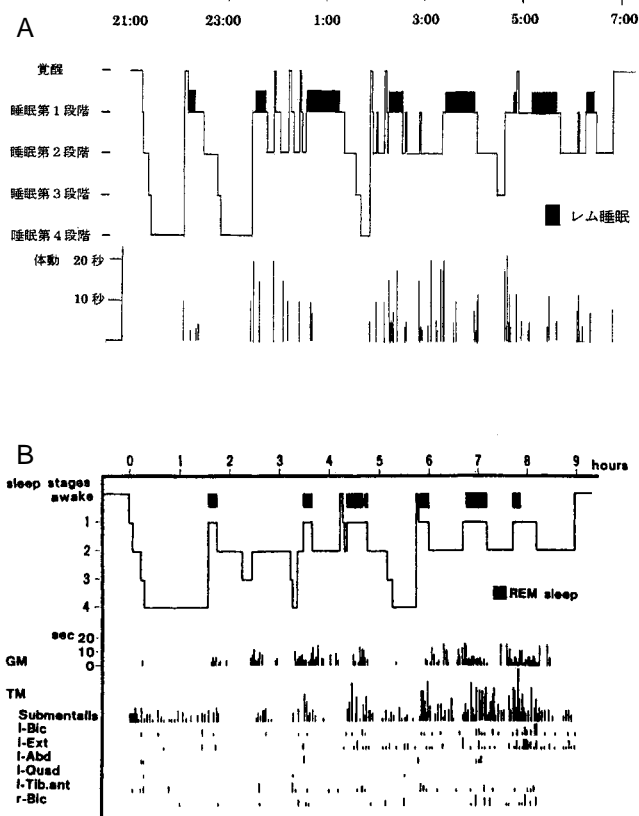 A
21:00 23:00 1:00 3:00 5:00 7:00
覚醒
睡眠第1段階
睡眠第2段階
睡眠第3段階
睡眠第4段階
レム睡眠
体動 20秒
10秒
B
0 1 2 3 4 5 6 7 8 9 hours
sleep stages
awake
1
2
3
4
REM sleep
sec 20
10
GM 0
TM
Submentalis
l-Bic
l-Ext
l-Abd
l-Quad
l-Tib.ant
r-Bic